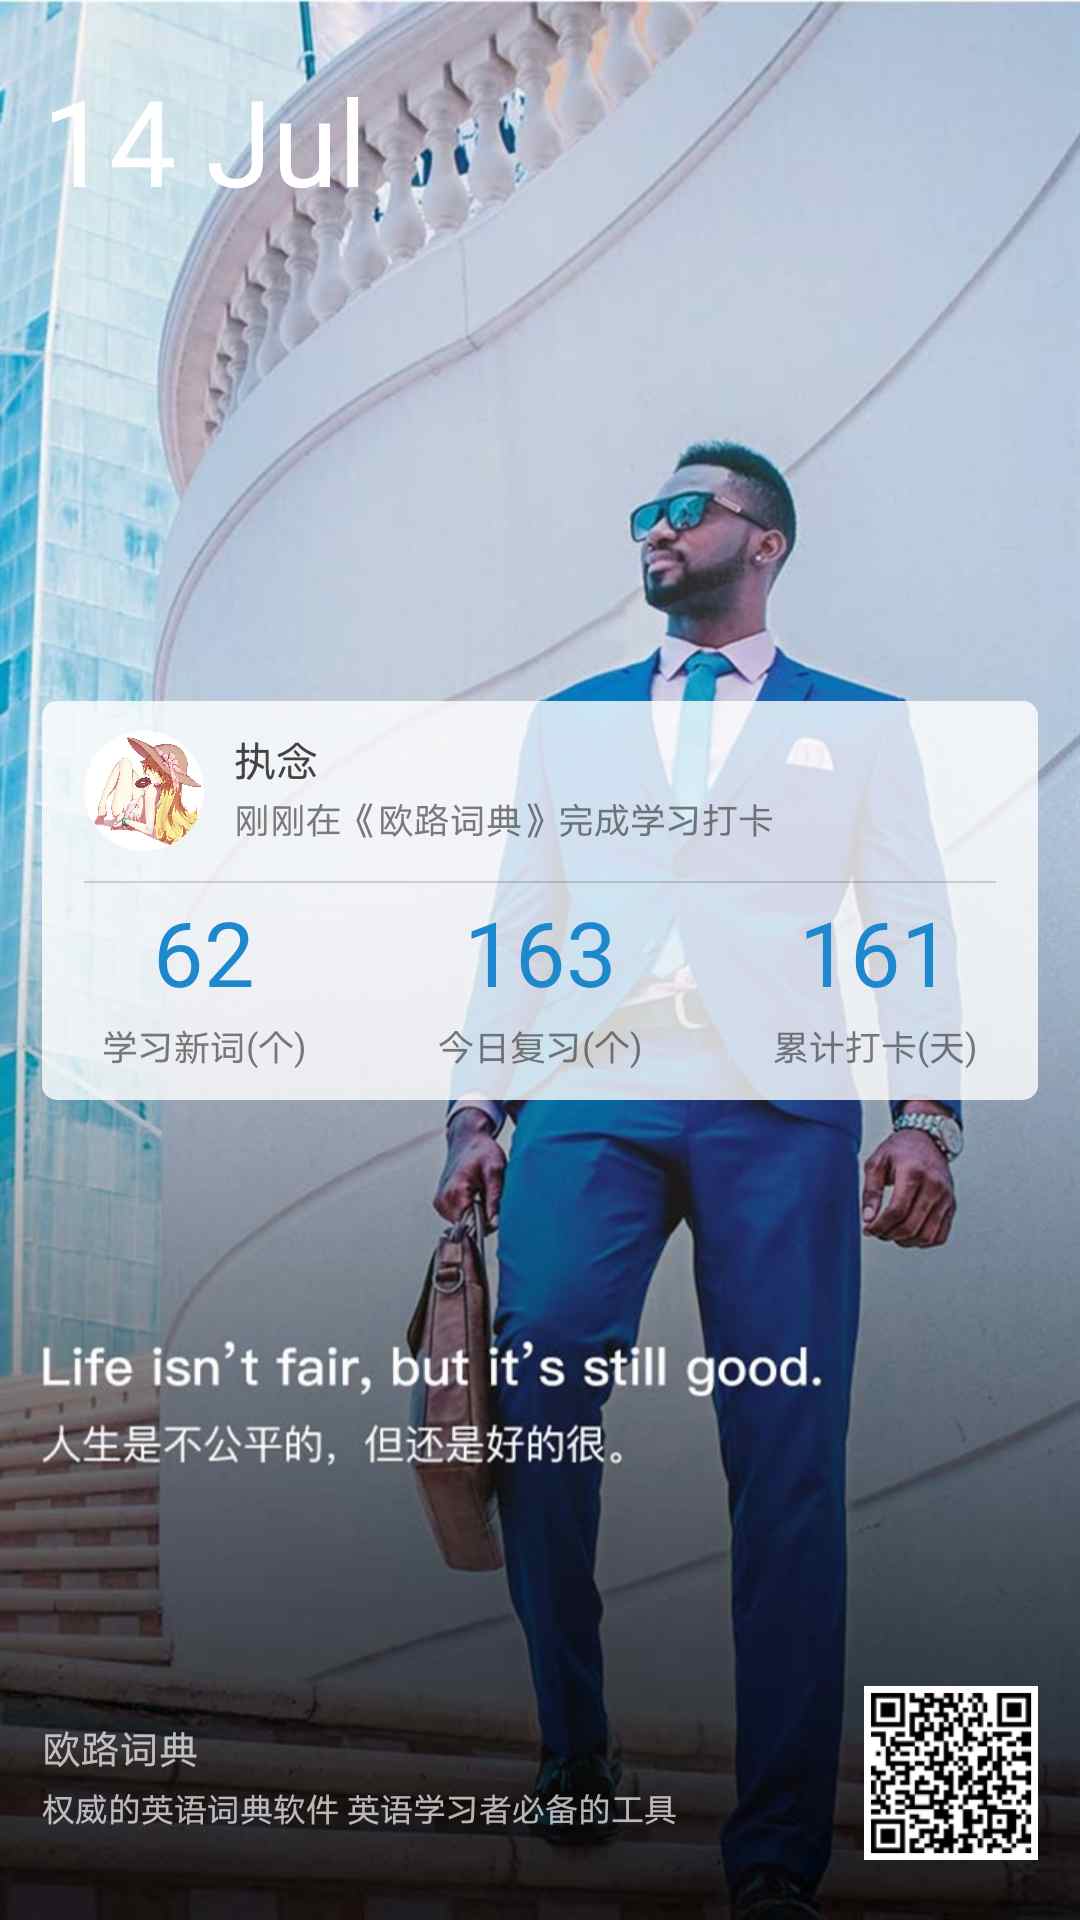 14 Jul
执念
刚刚在《欧路词典》完成学习打卡
62 163 161
学习新词(个) 今日复习(个) 累计打卡(天)
Life isn't fair, but it's still good.
人生是不公平的，但还是好的很。
欧路词典
权威的英语词典软件 英语学习者必备的工具